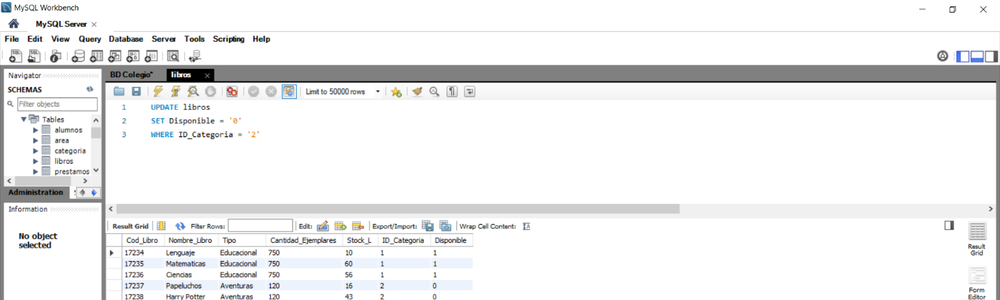 MySQL Workbench
MySQL Server
File Edit View Query Database Server Tools Scripting Help
Navigator
BD Colegio* libros
SCHEMAS
Filter objects
Limit to 50000 rows
Tables
alumnos
area
categoria
libros
prestamos
1 UPDATE libros
2 SET Disponible = '0'
3 WHERE ID_Categoria = '2'
Administration
Information
No object
selected
Result Grid Filter Rows: Edit: Export/Import: Wrap Cell Content:
Cod_Libro Nombre_Libro Tipo Cantidad_Ejemplares Stock_L ID_Categoria Disponible
17234 Lenguaje Educacional 750 10 1 1
17235 Matematicas Educacional 750 60 1 1
17236 Ciencias Educacional 750 56 1 1
17237 Papeluchos Aventuras 120 16 2 0
17238 Harry Potter Aventuras 120 43 2 0
Result
Grid
Form
Editor